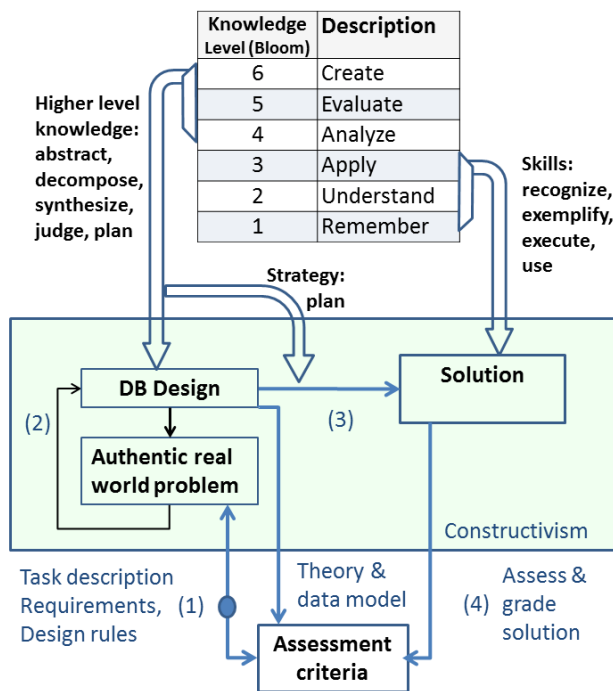 Knowledge Level (Bloom) Description
6 Create
5 Evaluate
4 Analyze
3 Apply
2 Understand
1 Remember
Higher level
knowledge:
abstract,
decompose,
synthesize,
judge, plan
Skills:
recognize,
exemplify,
execute,
use
Strategy:
plan
DB Design
Solution
(2)
(3)
Authentic real
world problem
Constructivism
Task description
Requirements,
Design rules
(1)
Theory &
data model
(4)
Assess &
grade
solution
Assessment
criteria